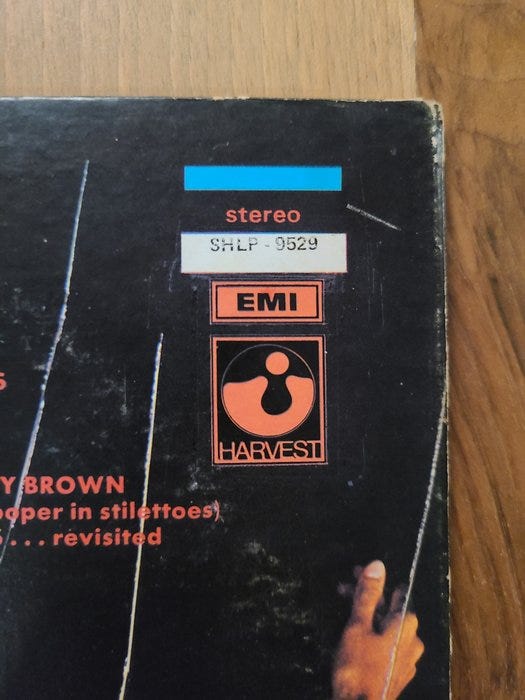 stereo
SHLP - 9529
EMI
HARVEST
S
Y BROWN
ooper in stilettoes)
S . . . revisited